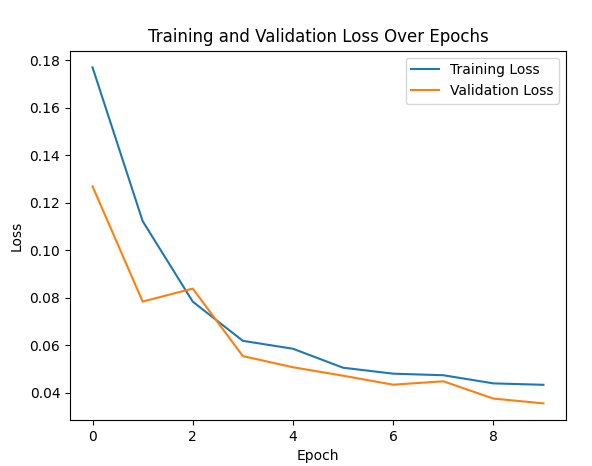 Training and Validation Loss Over Epochs
Training Loss
Validation Loss
0.18
0.16
0.14
0.12
0.10
0.08
0.06
0.04
Loss
0 2 4 6 8
Epoch